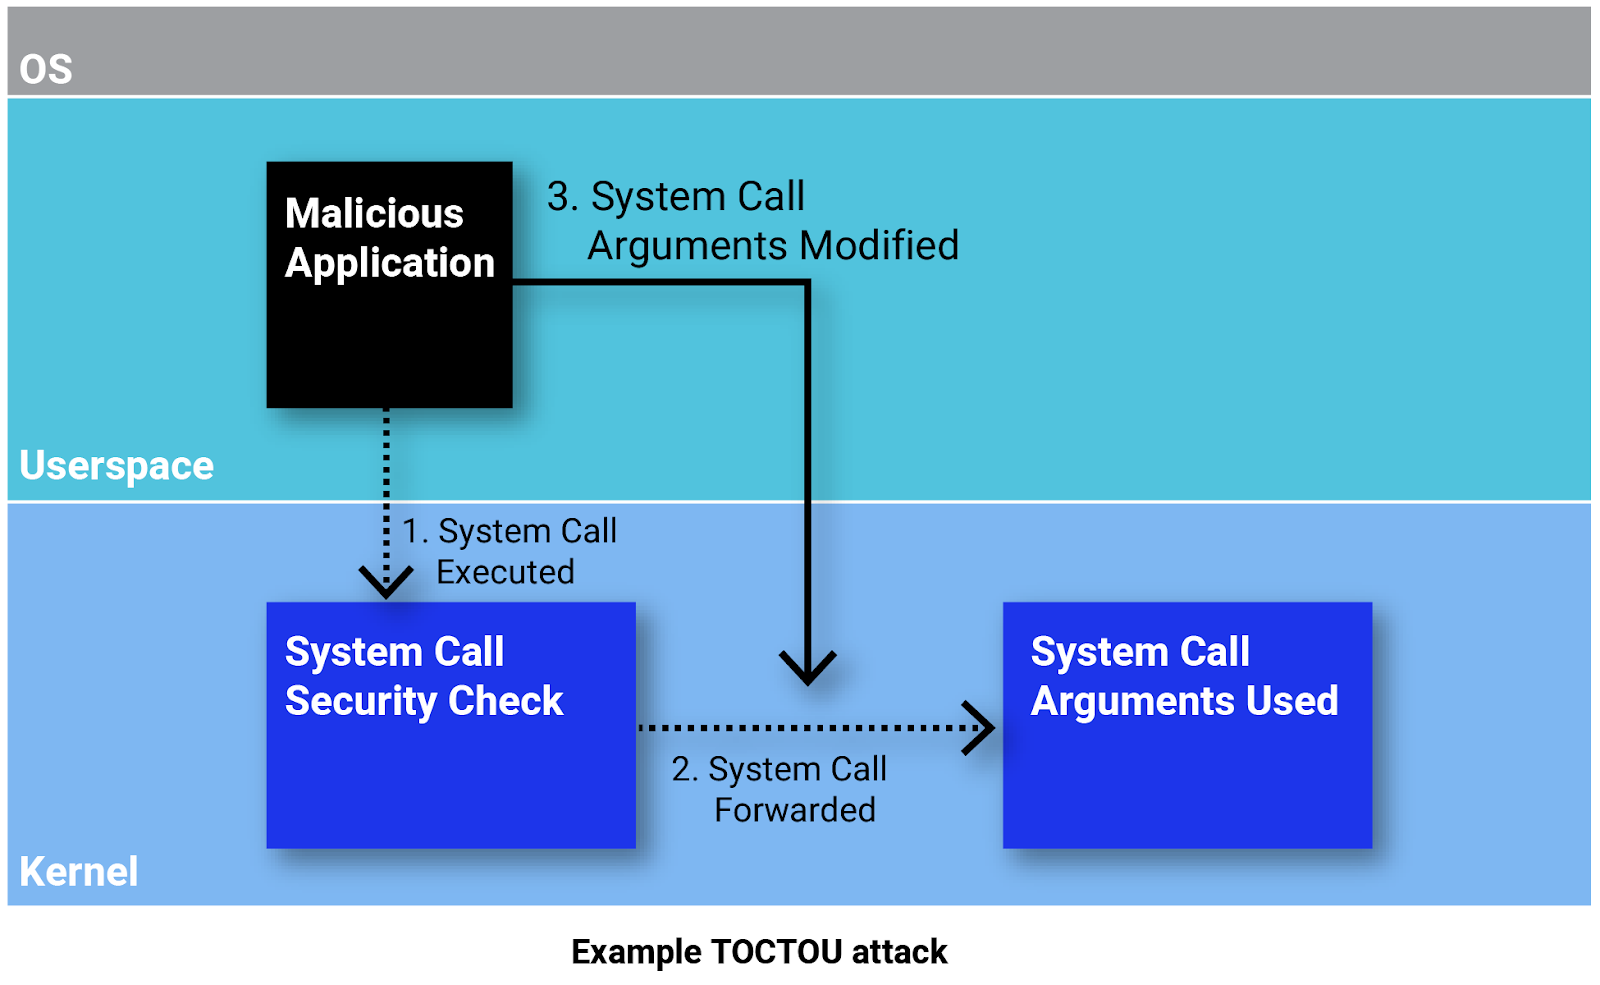 OS
Malicious
Application
3. System Call
Arguments Modified
Userspace
1. System Call
Executed
System Call
Security Check
System Call
Arguments Used
2. System Call
Forwarded
Kernel
Example TOCTOU attack